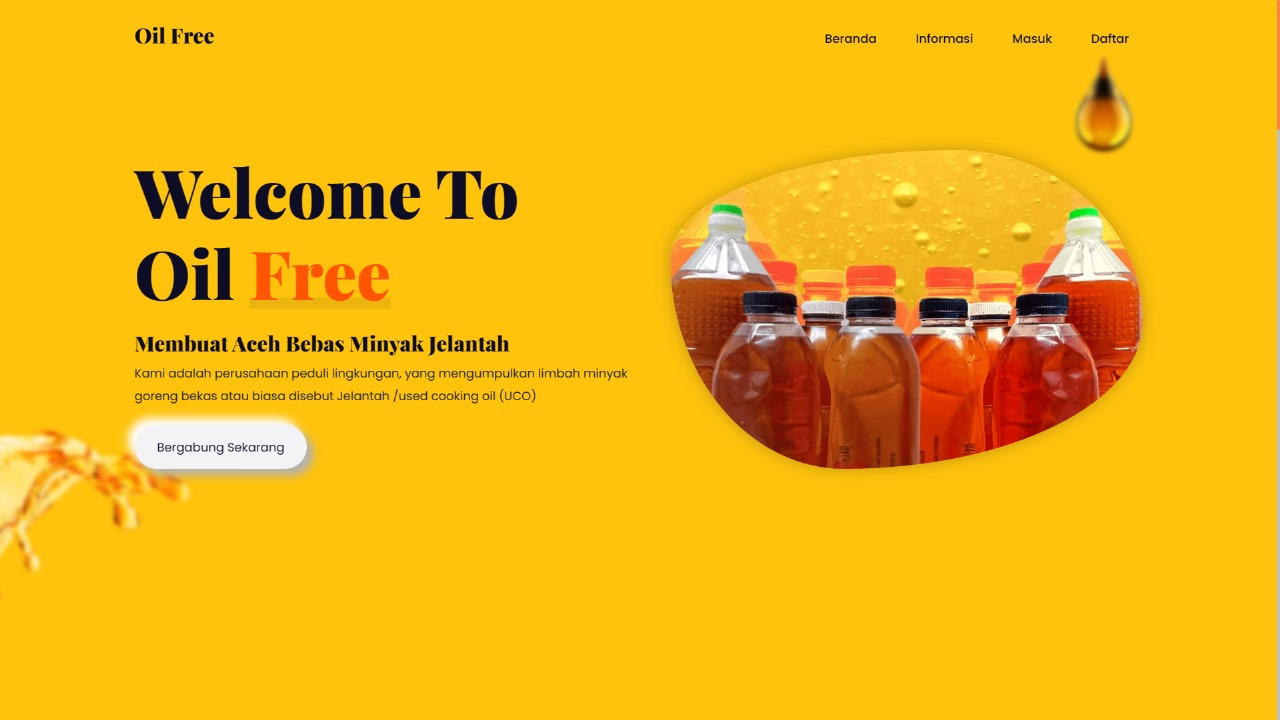 Oil Free
Beranda Informasi Masuk Daftar
Welcome To
Oil Free
Membuat Aceh Bebas Minyak Jelantah
Kami adalah perusahaan peduli lingkungan, yang mengumpulkan limbah minyak
goreng bekas atau biasa disebut Jelantah /used cooking oil (UCO)
Bergabung Sekarang